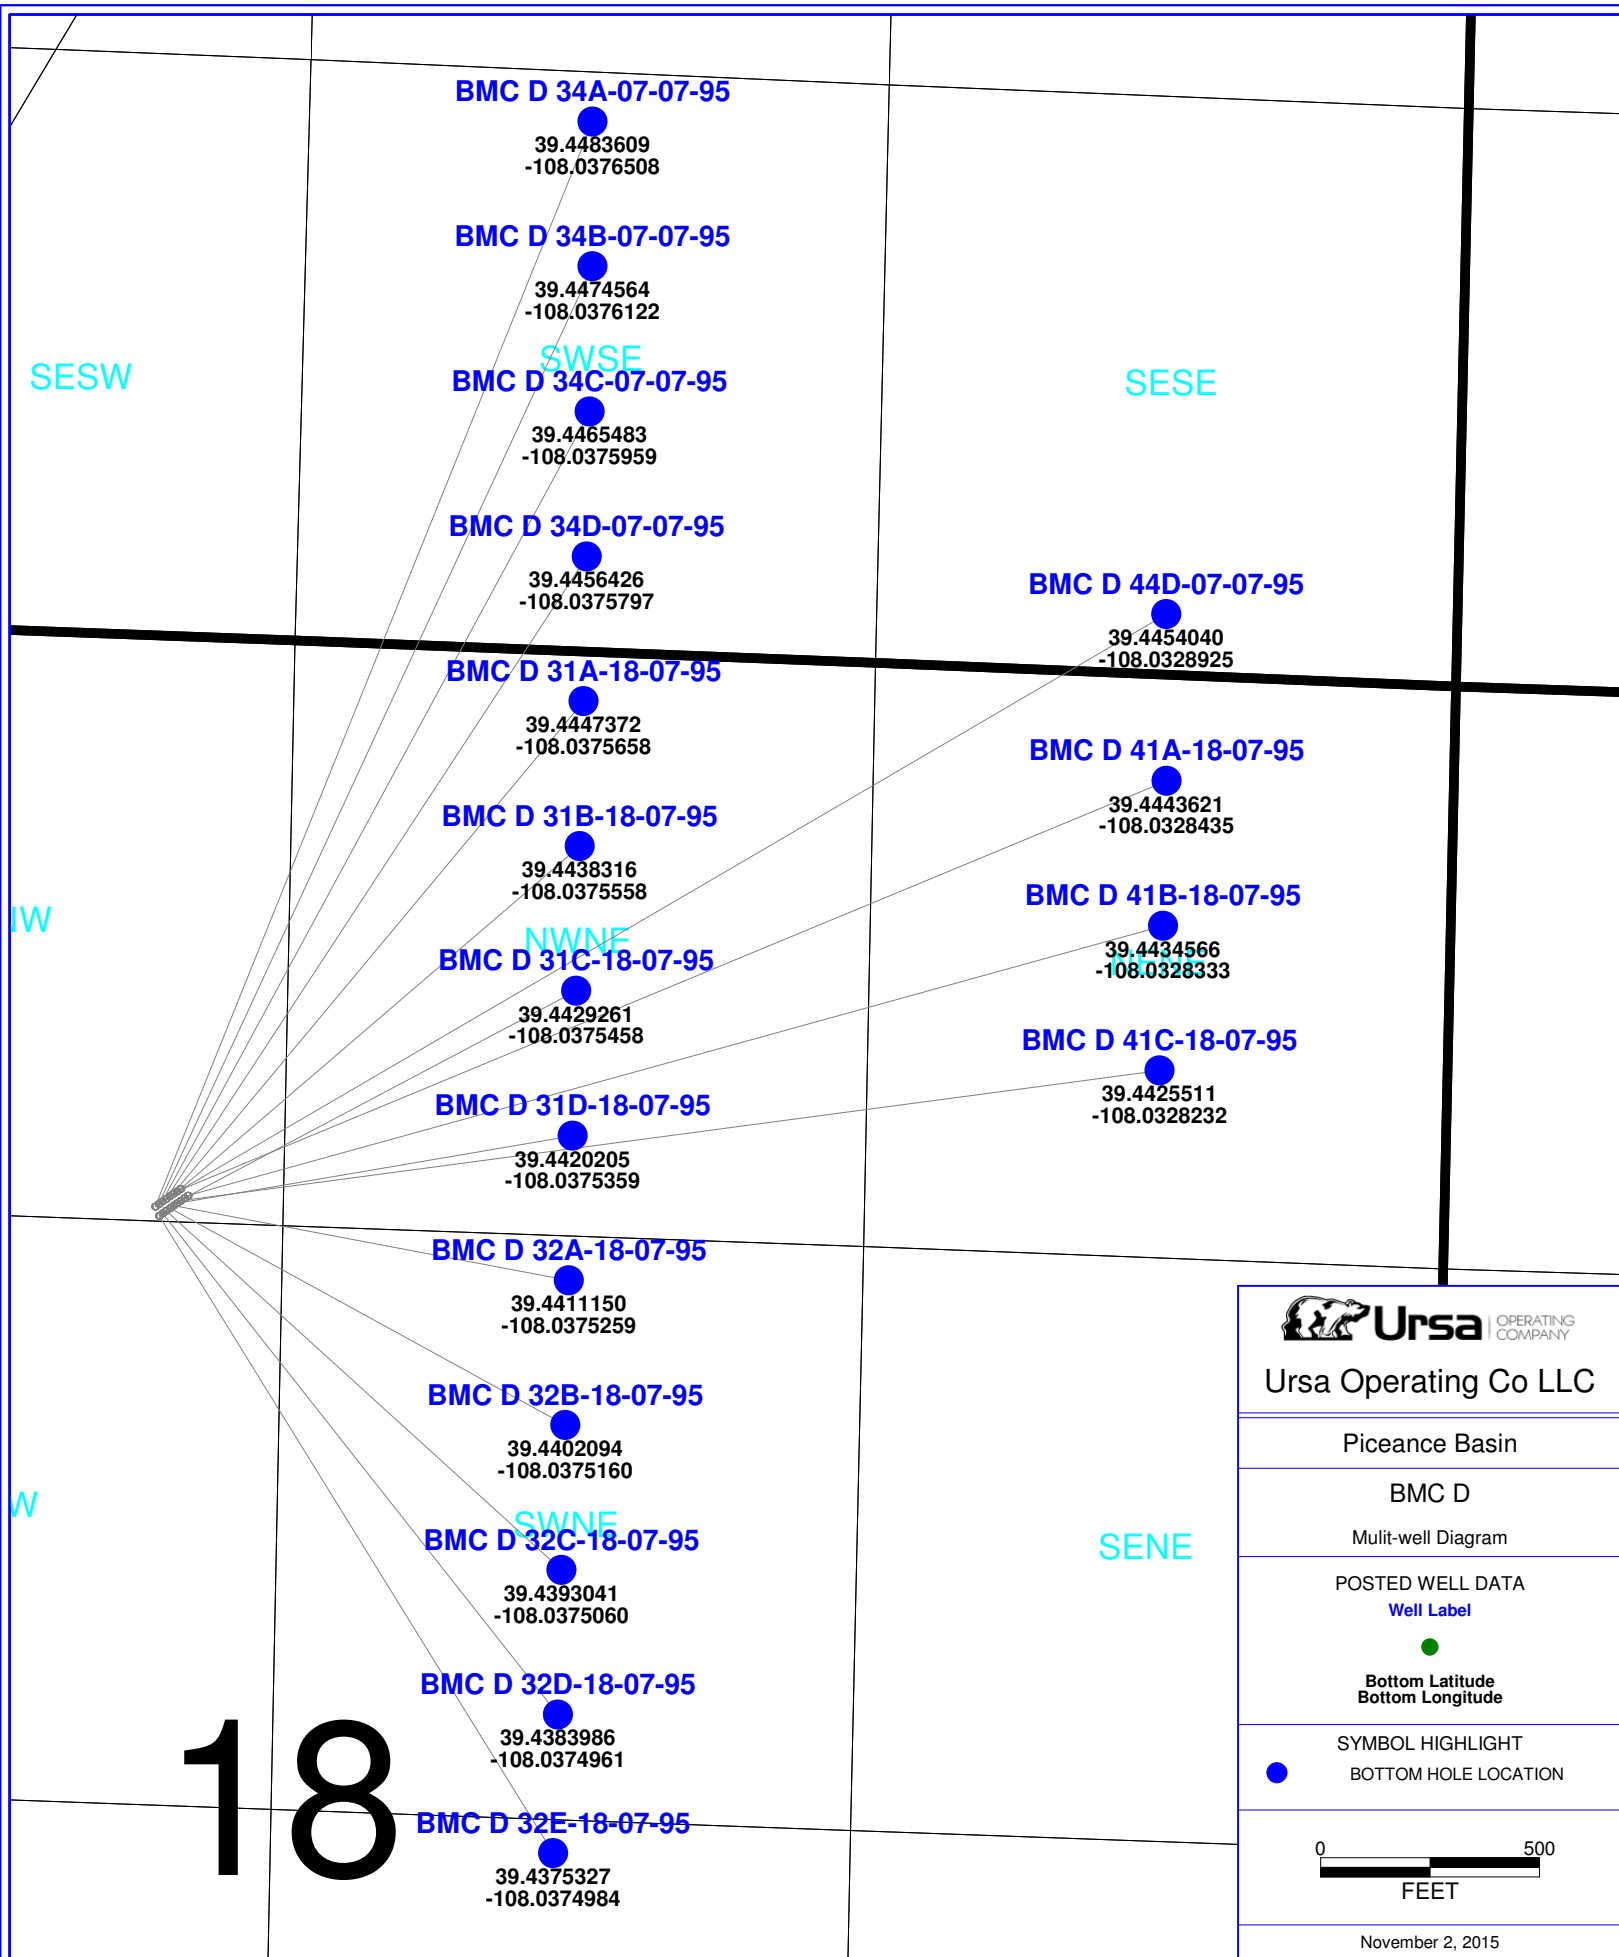 BMC D 34A-07-07-95
39.4483609
-108.0376508
BMC D 34B-07-07-95
39.4474564
-108.0376122
SESW
SWSE
SESE
BMC D 34C-07-07-95
39.4465483
-108.0375959
BMC D 34D-07-07-95
39.4456426
-108.0375797
BMC D 44D-07-07-95
39.4454040
-108.0328925
BMC D 31A-18-07-95
39.4447372
-108.0375658
BMC D 41A-18-07-95
39.4443621
-108.0328435
BMC D 31B-18-07-95
39.4438316
-108.0375558
BMC D 41B-18-07-95
39.4434566
-108.0328333
NENE
NWNE
BMC D 31C-18-07-95
39.4429261
-108.0375458
BMC D 41C-18-07-95
39.4425511
-108.0328232
BMC D 31D-18-07-95
39.4420205
-108.0375359
BMC D 32A-18-07-95
39.4411150
-108.0375259
BMC D 32B-18-07-95
39.4402094
-108.0375160
W
SWNE
SENE
BMC D 32C-18-07-95
39.4393041
-108.0375060
BMC D 32D-18-07-95
39.4383986
-108.0374961
18
BMC D 32E-18-07-95
39.4375327
-108.0374984
Ursa OPERATING
COMPANY
Ursa Operating Co LLC
Piceance Basin
BMC D
Mulit-well Diagram
POSTED WELL DATA
Well Label
Bottom Latitude
Bottom Longitude
SYMBOL HIGHLIGHT
BOTTOM HOLE LOCATION
0 500
FEET
November 2, 2015